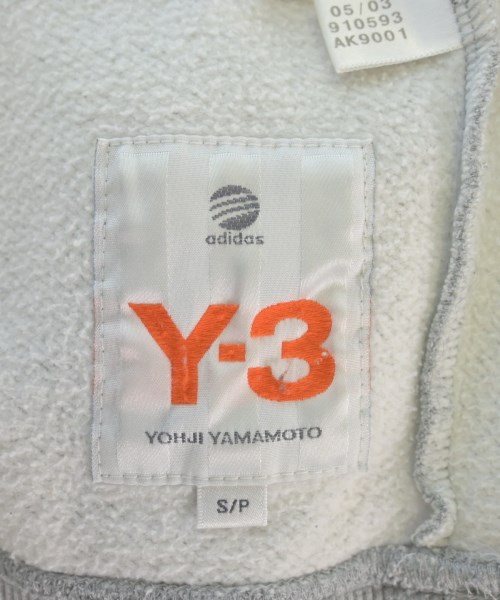 05/03
910593
AK9001
adidas
Y-3
YOHJI YAMAMOTO
S/P